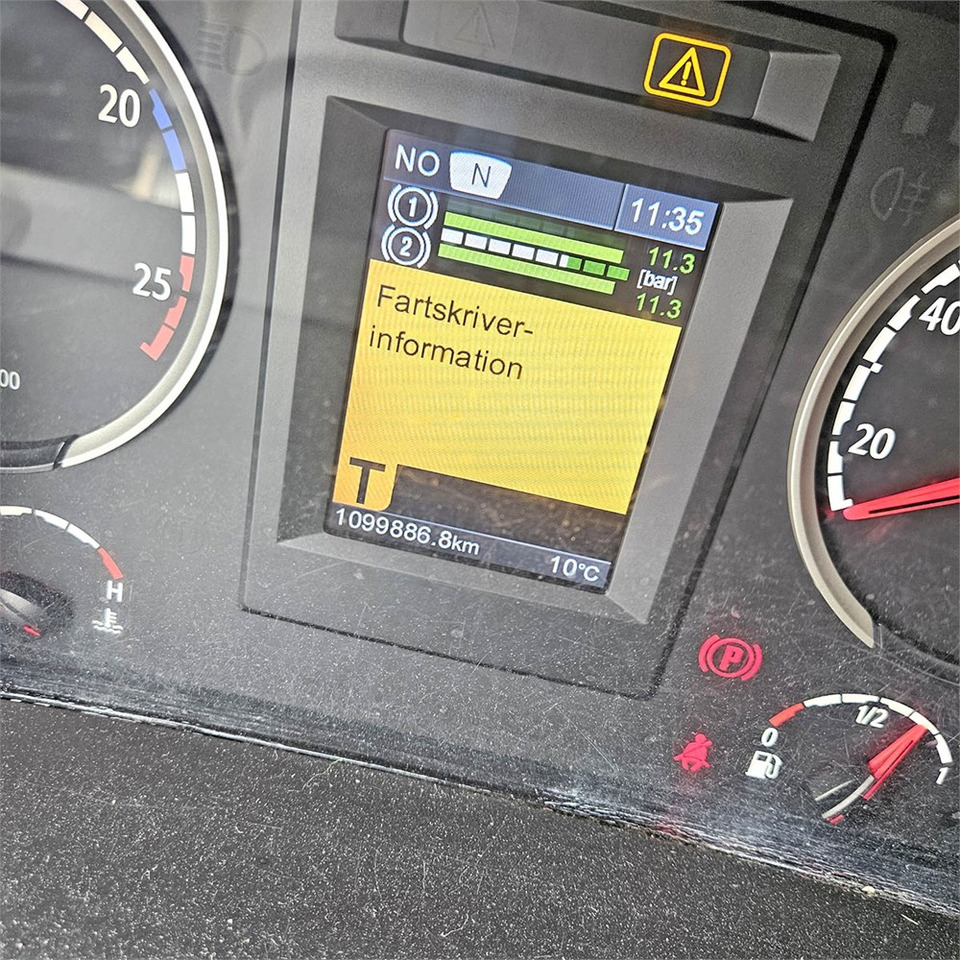 20
25
00
NO N
11:35
1
2
11.3
[bar]
11.3
Fartskriver-
information
T
1099886.8km
10°C
H
40
20
P
0
1/2
1